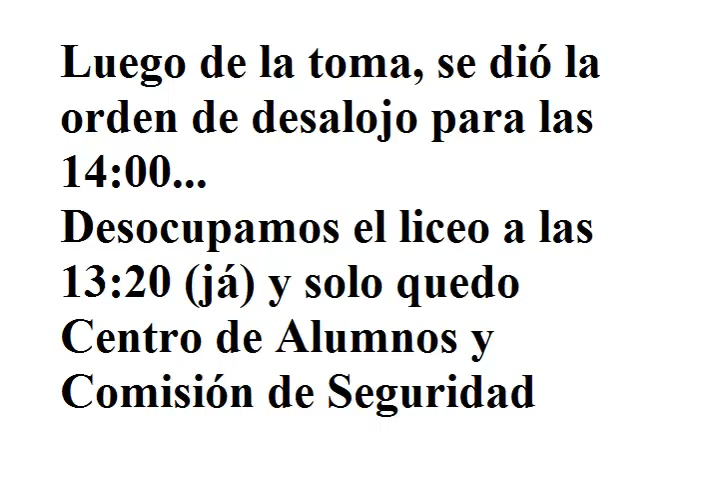 Luego de la toma, se dió la
orden de desalojo para las
14:00...
Desocupamos el liceo a las
13:20 (já) y solo quedo
Centro de Alumnos y
Comisión de Seguridad